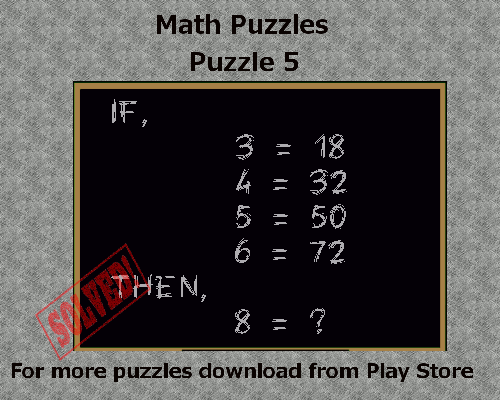 Math Puzzles
Puzzle 5
IF,
3 = 18
4 = 32
5 = 50
6 = 72
THEN,
SOLVED!
8 = ?
For more puzzles download from Play Store